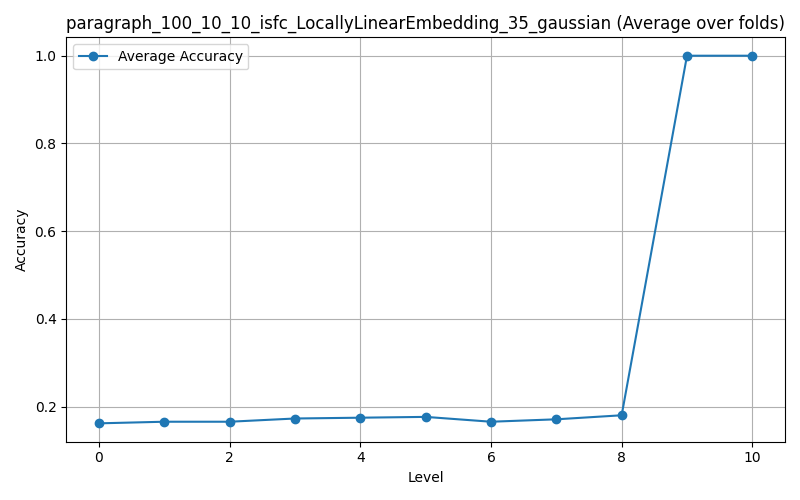 paragraph_100_10_10_isfc_LocallyLinearEmbedding_35_gaussian (Average over folds)
Average Accuracy
1.0
0.8
0.6
0.4
0.2
Accuracy
0 2 4 6 8 10
Level